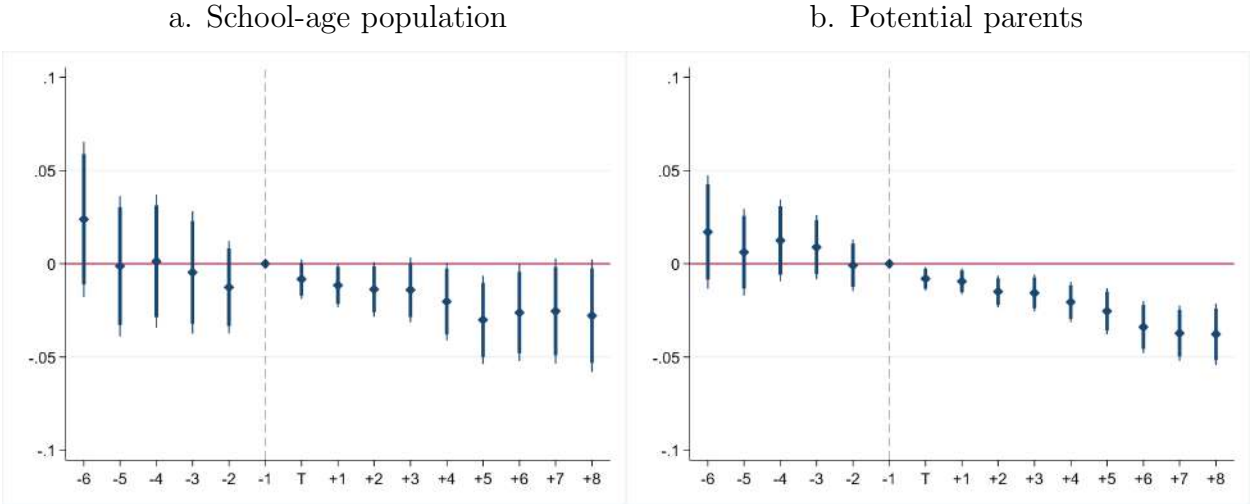 a. School-age population
b. Potential parents
.1
.05
0
-.05
-.1
-6 -5 -4 -3 -2 -1 T +1 +2 +3 +4 +5 +6 +7 +8
.1
.05
0
-.05
-.1
-6 -5 -4 -3 -2 -1 T +1 +2 +3 +4 +5 +6 +7 +8